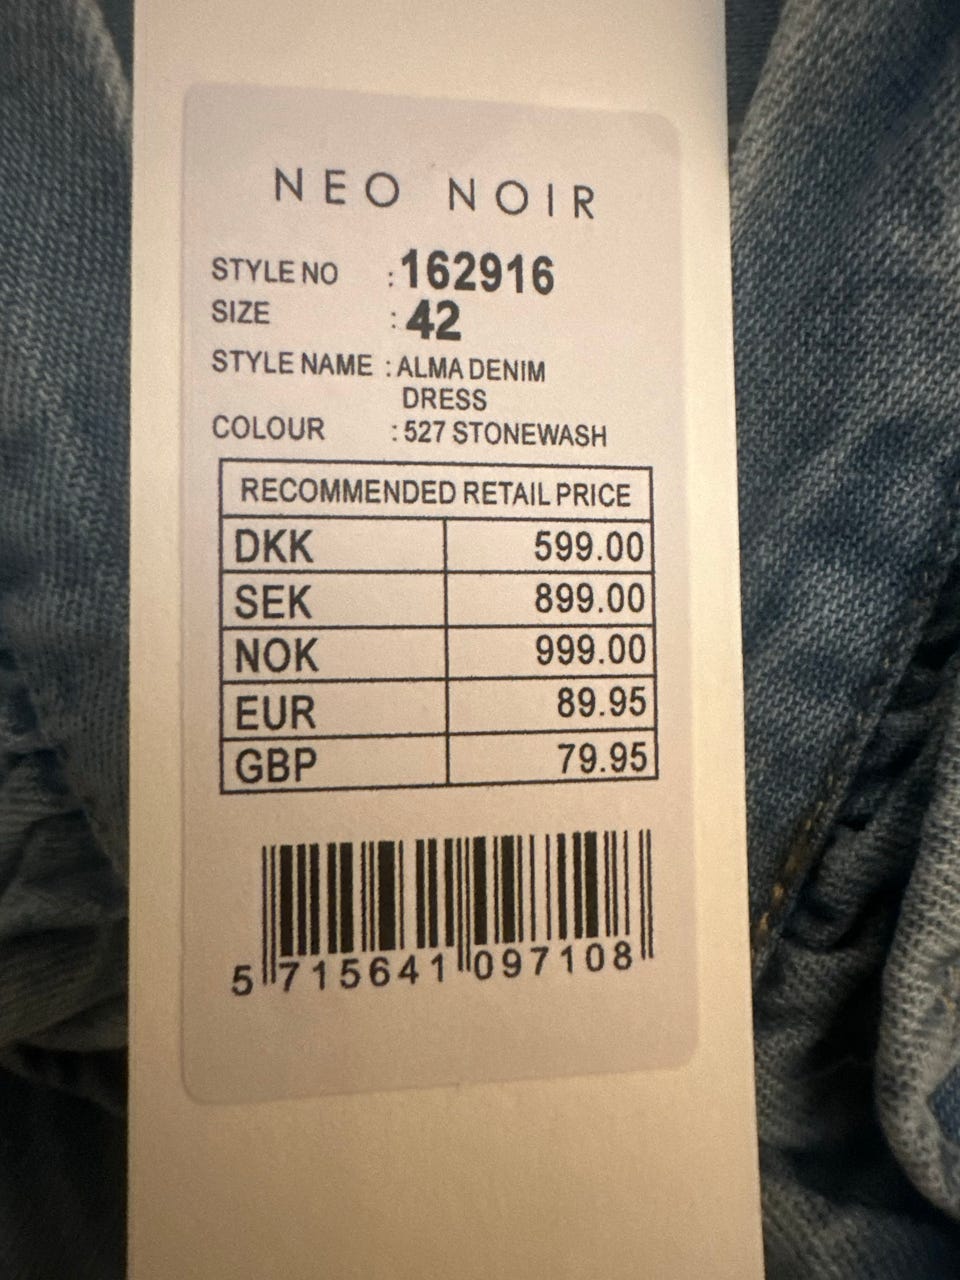 NEO NOIR
STYLE NO : 162916
SIZE : 42
STYLE NAME : ALMA DENIM
DRESS
COLOUR : 527 STONEWASH
RECOMMENDED RETAIL PRICE
DKK 599.00
SEK 899.00
NOK 999.00
EUR 89.95
GBP 79.95
5 715641 097108